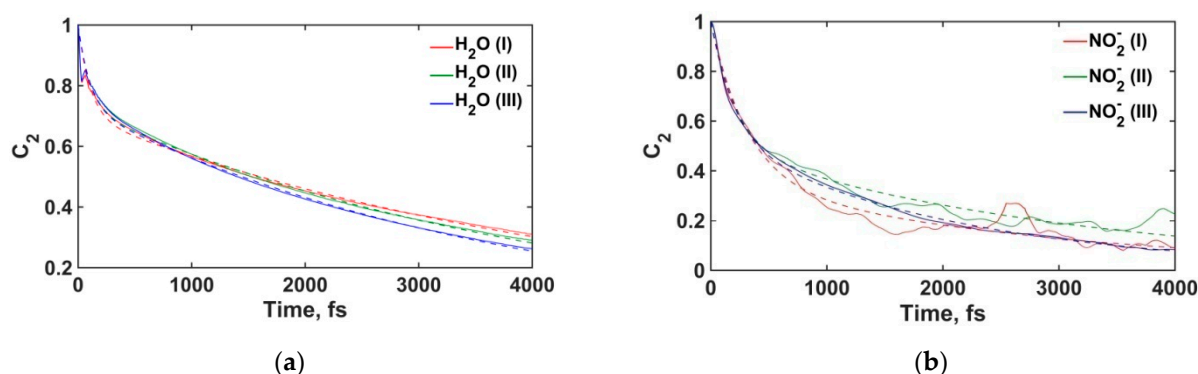 1
0.8
0.6
0.4
0.2
C₂
0 1000 2000 3000 4000
Time, fs
H₂O (I)
H₂O (II)
H₂O (III)
(a)
1
0.8
0.6
0.4
0.2
0
C₂
0 1000 2000 3000 4000
Time, fs
NO₂⁻ (I)
NO₂⁻ (II)
NO₂⁻ (III)
(b)